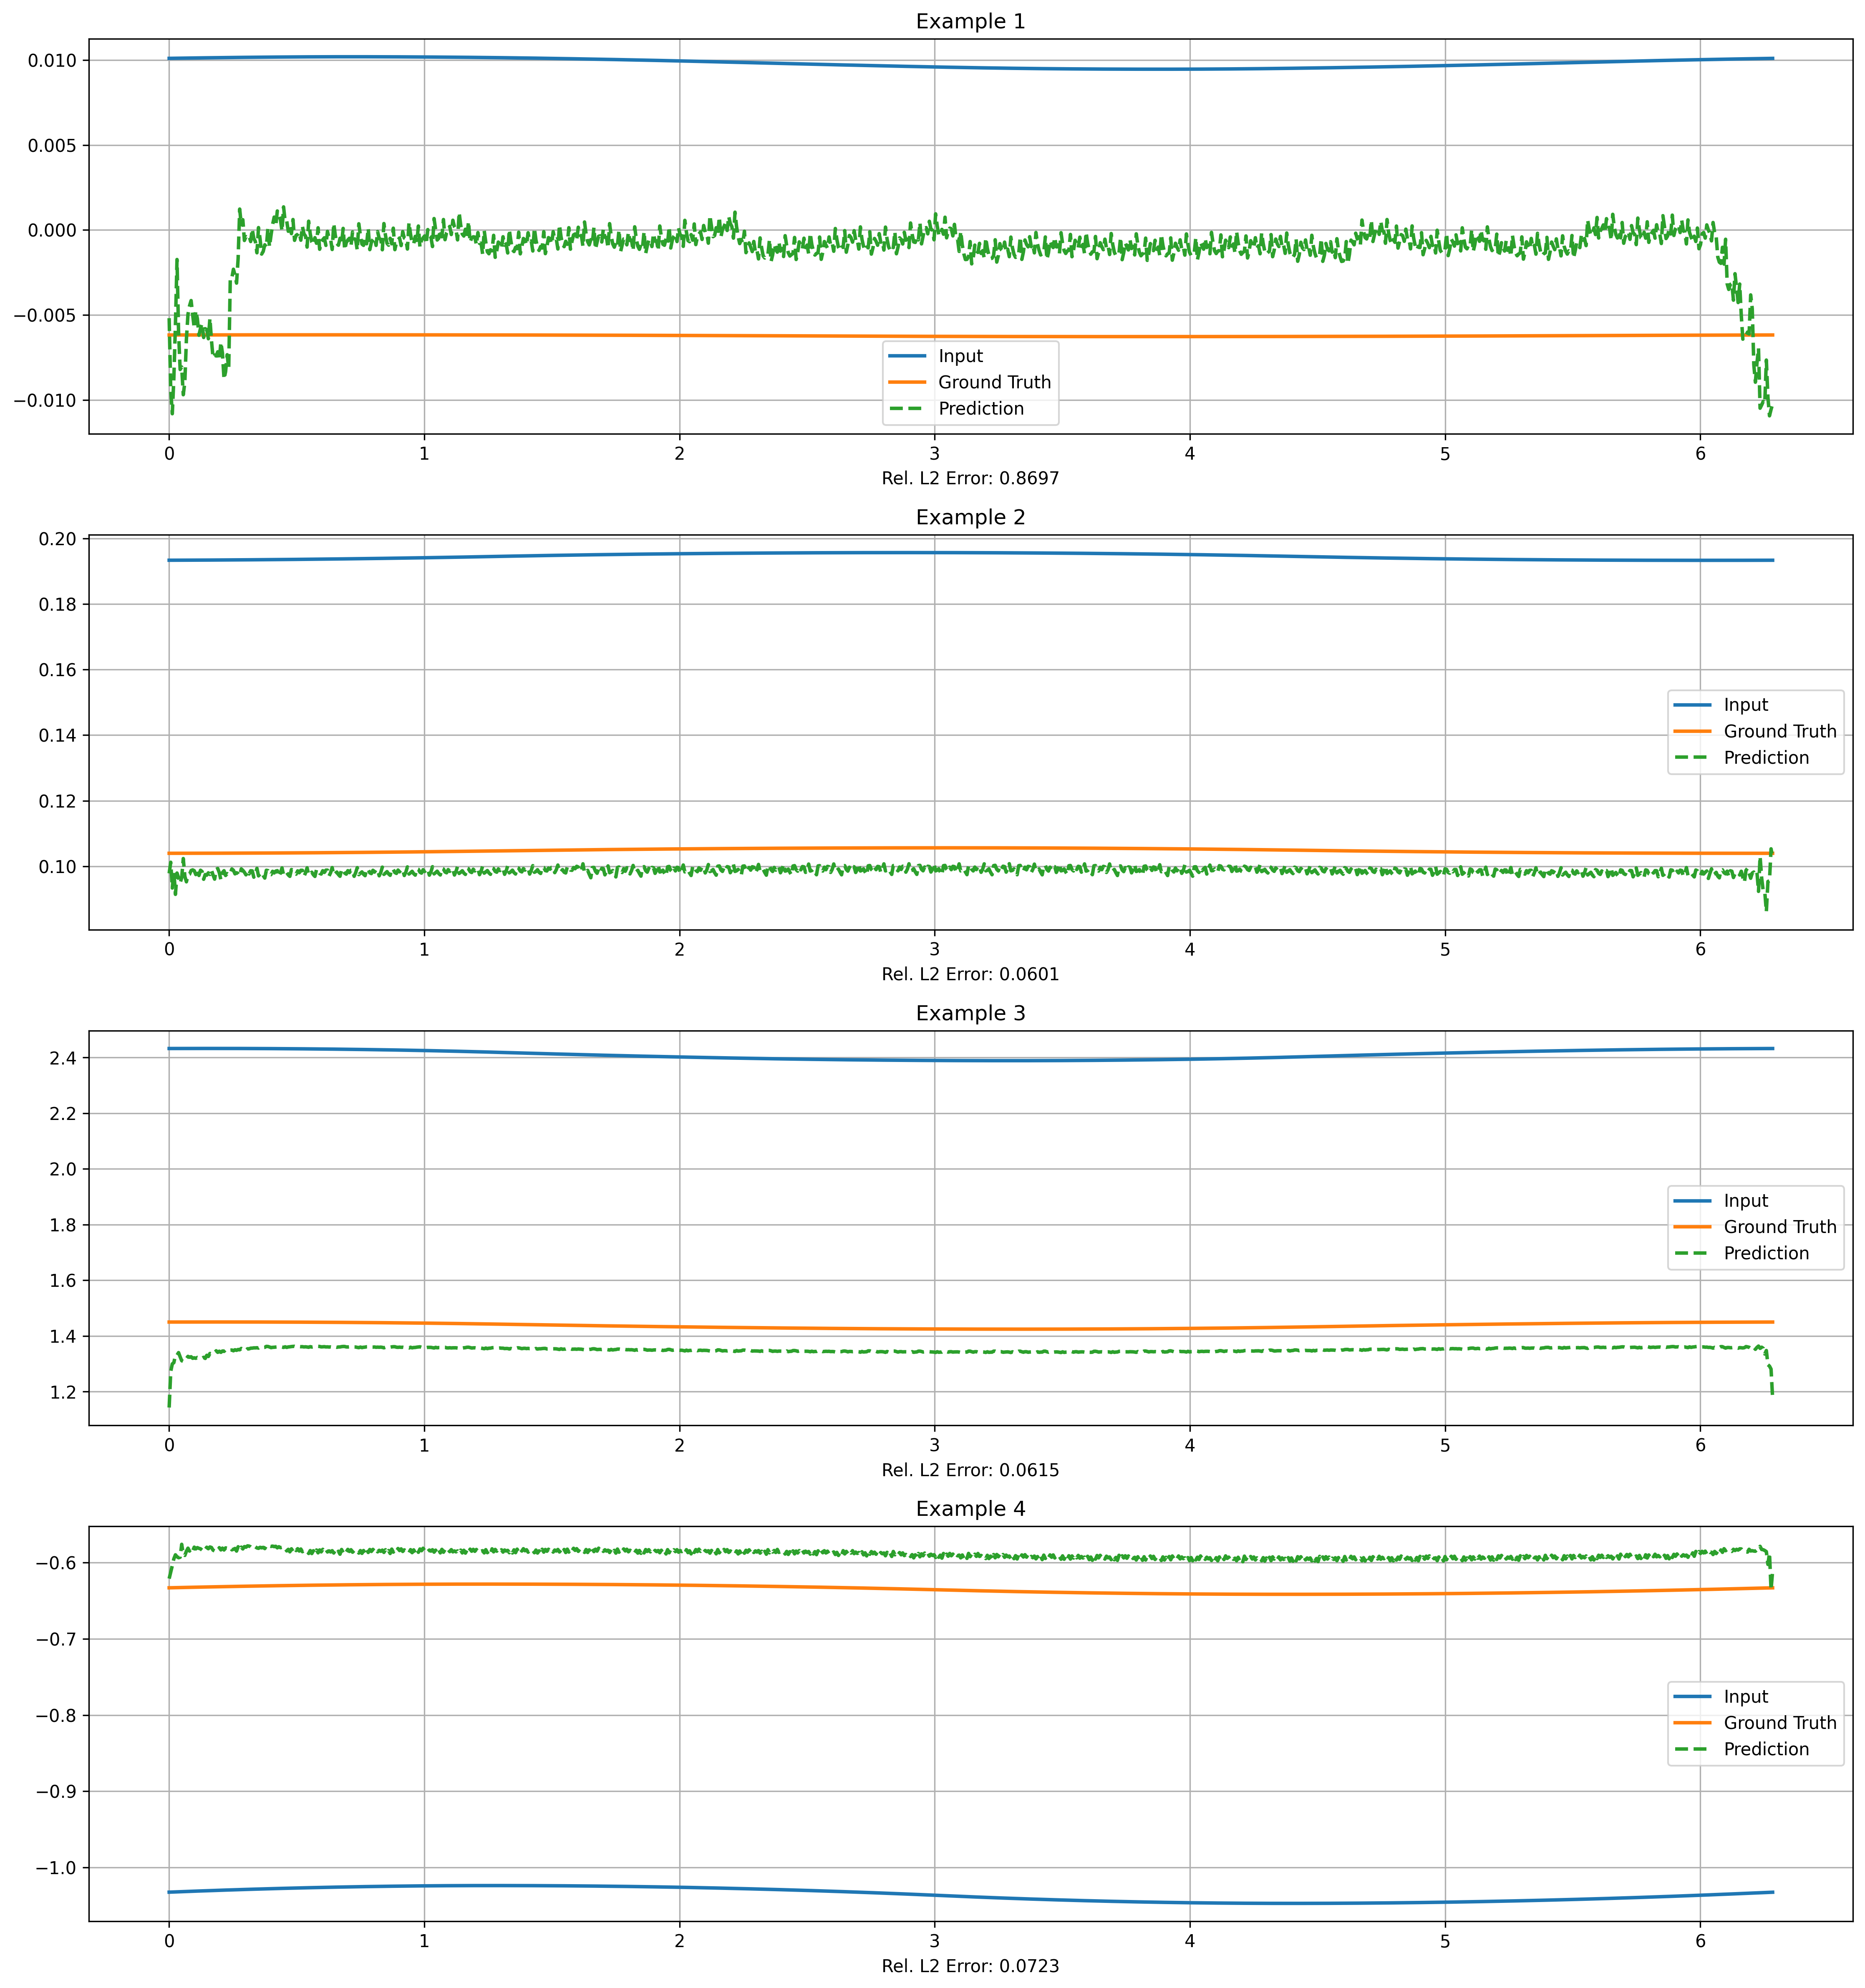 Example 1
0.010
0.005
0.000
−0.005
−0.010
Input
Ground Truth
Prediction
0 1 2 3 4 5 6
Rel. L2 Error: 0.8697
Example 2
0.20
0.18
0.16
0.14
0.12
0.10
Input
Ground Truth
Prediction
0 1 2 3 4 5 6
Rel. L2 Error: 0.0601
Example 3
2.4
2.2
2.0
1.8
1.6
1.4
1.2
Input
Ground Truth
Prediction
0 1 2 3 4 5 6
Rel. L2 Error: 0.0615
Example 4
−0.6
−0.7
−0.8
−0.9
−1.0
Input
Ground Truth
Prediction
0 1 2 3 4 5 6
Rel. L2 Error: 0.0723